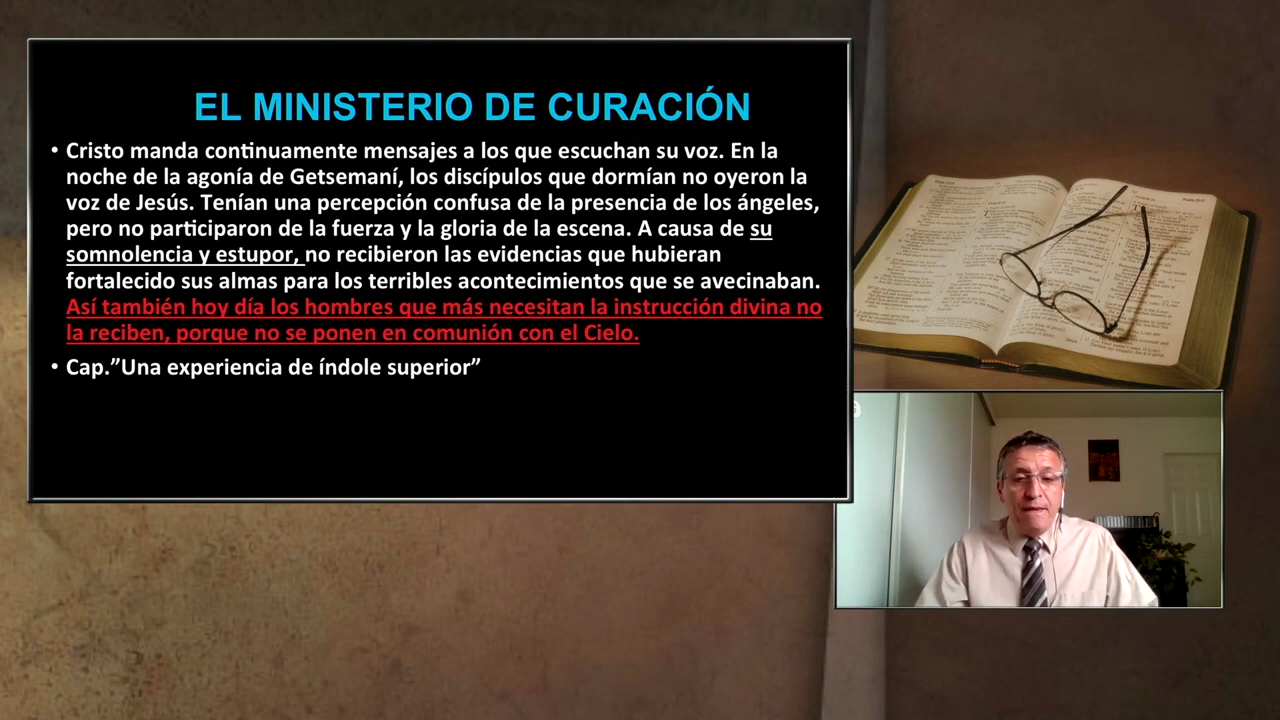 EL MINISTERIO DE CURACIÓN
• Cristo manda continuamente mensajes a los que escuchan su voz. En la
noche de la agonía de Getsemaní, los discípulos que dormían no oyeron la
voz de Jesús. Tenían una percepción confusa de la presencia de los ángeles,
pero no participaron de la fuerza y la gloria de la escena. A causa de su
somnolencia y estupor, no recibieron las evidencias que hubieran
fortalecido sus almas para los terribles acontecimientos que se avecinaban.
Así también hoy día los hombres que más necesitan la instrucción divina no
la reciben, porque no se ponen en comunión con el Cielo.
• Cap.”Una experiencia de índole superior”